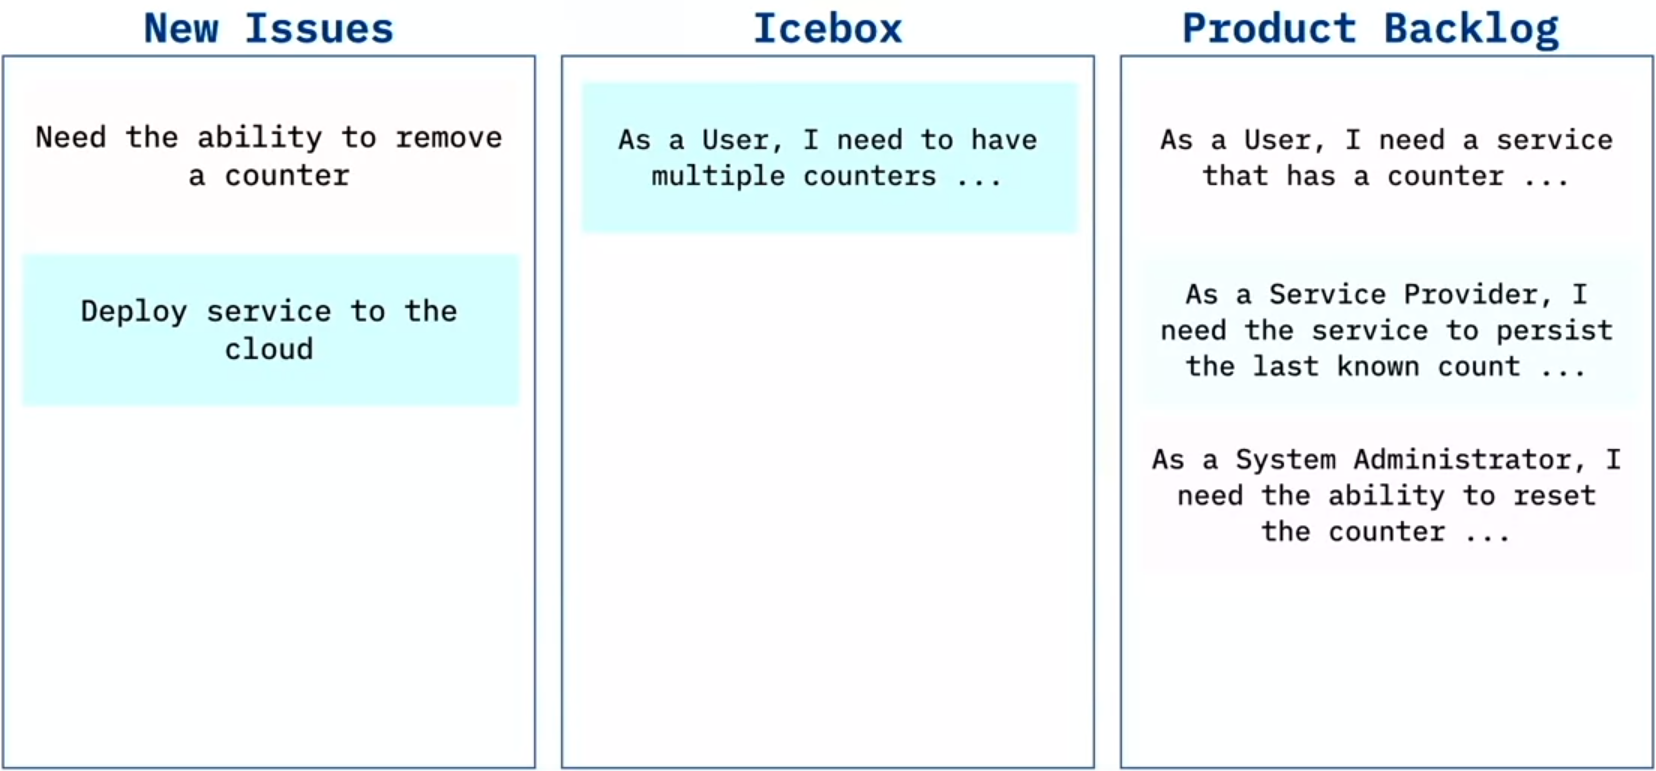 New Issues
Need the ability to remove
a counter
Deploy service to the
cloud
Icebox
As a User, I need to have
multiple counters ...
Product Backlog
As a User, I need a service
that has a counter ...
As a Service Provider, I
need the service to persist
the last known count ...
As a System Administrator, I
need the ability to reset
the counter ...